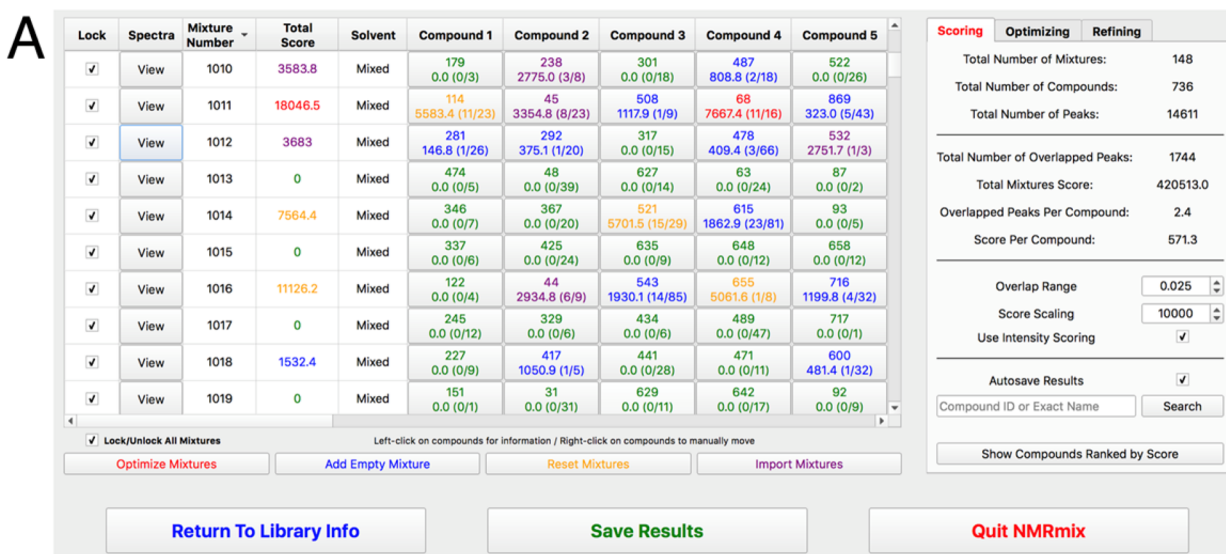 A
Lock Spectra Mixture Number Total Score Solvent Compound 1 Compound 2 Compound 3 Compound 4 Compound 5
View 1010 3583.8 Mixed 179 238 301 487 522
0.0 (0/3) 2775.0 (3/8) 0.0 (0/18) 808.8 (2/18) 0.0 (0/26)
View 1011 18046.5 Mixed 114 45 508 68 869
5583.4 (11/23) 3354.8 (8/23) 1117.9 (1/9) 7667.4 (11/16) 323.0 (5/43)
View 1012 3683 Mixed 281 292 317 478 532
146.8 (1/26) 375.1 (1/20) 0.0 (0/15) 409.4 (3/66) 2751.7 (1/3)
View 1013 0 Mixed 474 48 627 63 87
0.0 (0/5) 0.0 (0/39) 0.0 (0/14) 0.0 (0/24) 0.0 (0/2)
View 1014 7564.4 Mixed 346 367 521 615 93
0.0 (0/7) 0.0 (0/20) 5701.5 (15/29) 1862.9 (23/81) 0.0 (0/5)
View 1015 0 Mixed 337 425 635 648 658
0.0 (0/6) 0.0 (0/24) 0.0 (0/9) 0.0 (0/12) 0.0 (0/12)
View 1016 11126.2 Mixed 122 44 543 655 716
0.0 (0/4) 2934.8 (6/9) 1930.1 (14/85) 5061.6 (1/8) 1199.8 (4/32)
View 1017 0 Mixed 245 329 434 489 717
0.0 (0/12) 0.0 (0/6) 0.0 (0/6) 0.0 (0/47) 0.0 (0/1)
View 1018 1532.4 Mixed 227 417 441 471 600
0.0 (0/9) 1050.9 (1/5) 0.0 (0/28) 0.0 (0/11) 481.4 (1/32)
View 1019 0 Mixed 151 31 629 642 92
0.0 (0/1) 0.0 (0/31) 0.0 (0/11) 0.0 (0/17) 0.0 (0/9)
Lock/Unlock All Mixtures Left-click on compounds for information / Right-click on compounds to manually move
Optimize Mixtures Add Empty Mixture Reset Mixtures Import Mixtures
Scoring Optimizing Refining
Total Number of Mixtures: 148
Total Number of Compounds: 736
Total Number of Peaks: 14611
Total Number of Overlapped Peaks: 1744
Total Mixtures Score: 420513.0
Overlapped Peaks Per Compound: 2.4
Score Per Compound: 571.3
Overlap Range 0.025
Score Scaling 10000
Use Intensity Scoring
Autosave Results
Compound ID or Exact Name Search
Show Compounds Ranked by Score
Return To Library Info Save Results Quit NMRmix